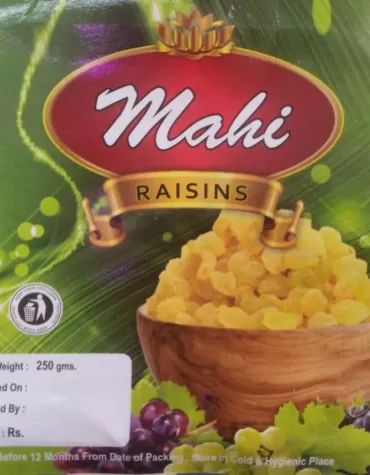 Mahi
RAISINS
eight : 250 gms.
ed On :
d By :
: Rs.
Before 12 Months From Date of Packing, Store in Cold & Hygienic Place